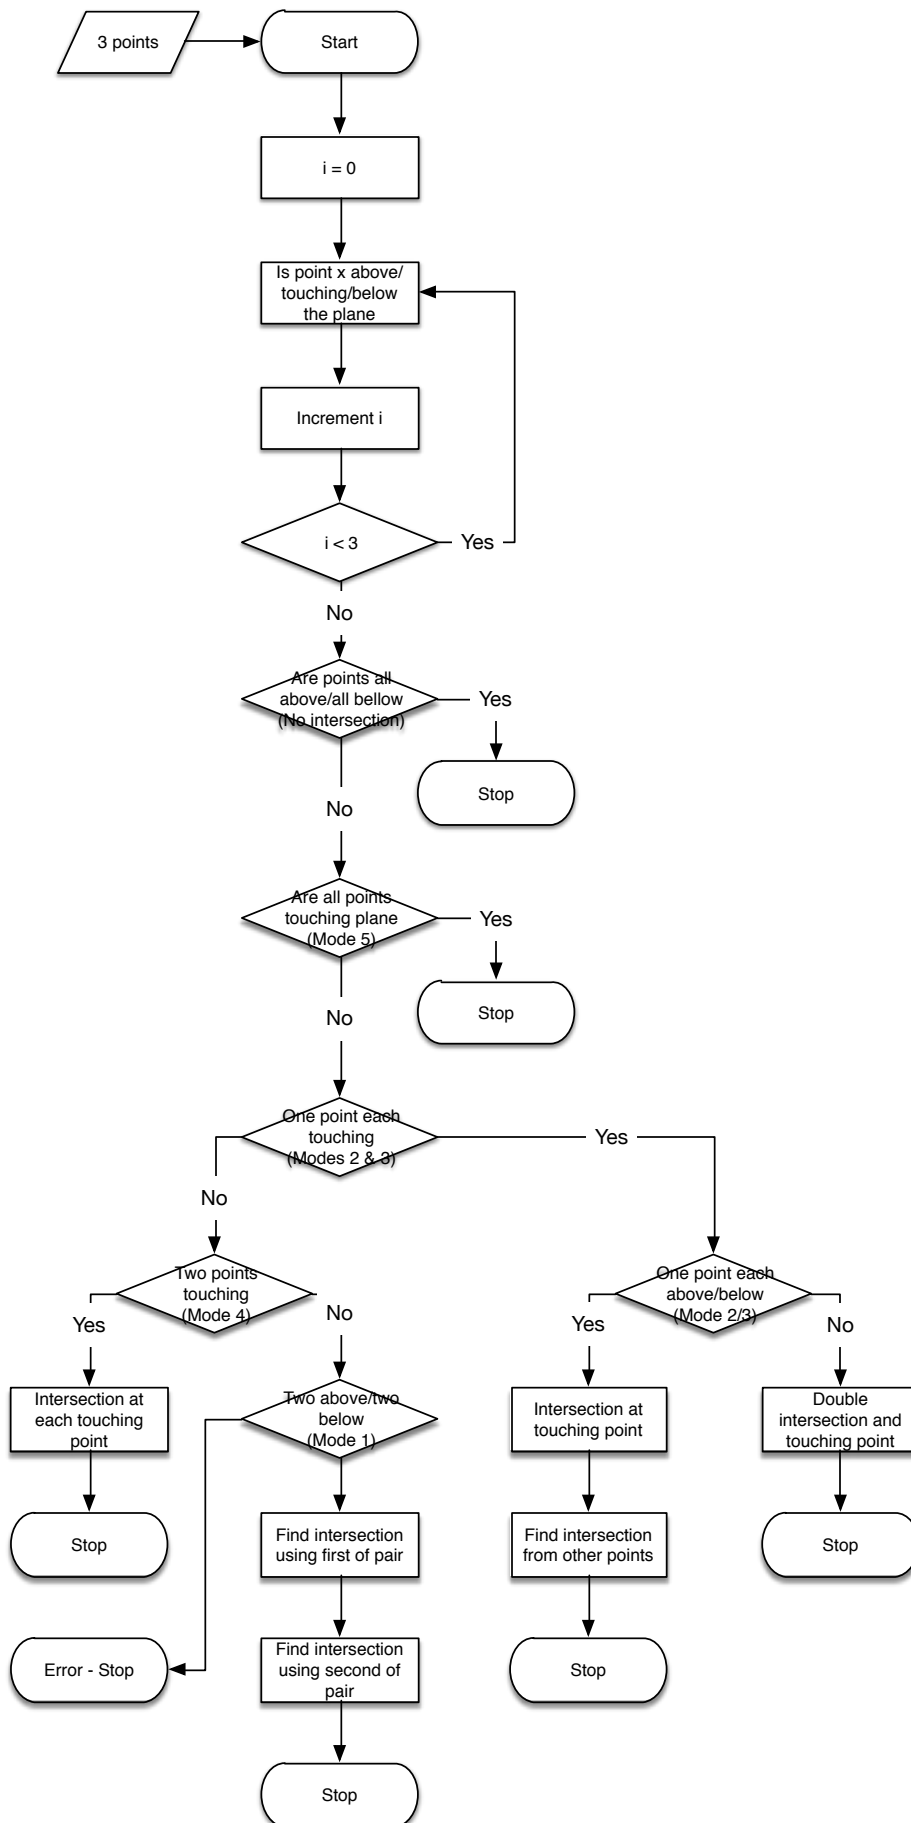 3 points
Start
i = 0
Is point x above/
touching/below
the plane
Increment i
i < 3
Yes
No
Are points all
above/all bellow
(No intersection)
Yes
Stop
No
Are all points
touching plane
(Mode 5)
Yes
Stop
No
One point each
touching
(Modes 2 & 3)
Yes
No
Two points
touching
(Mode 4)
One point each
above/below
(Mode 2/3)
Yes
No
Yes
No
Intersection at
each touching
point
Two above/two
below
(Mode 1)
Intersection at
touching point
Double
intersection and
touching point
Stop
Find intersection
using first of pair
Find intersection
from other points
Stop
Error - Stop
Find intersection
using second of
pair
Stop
Stop